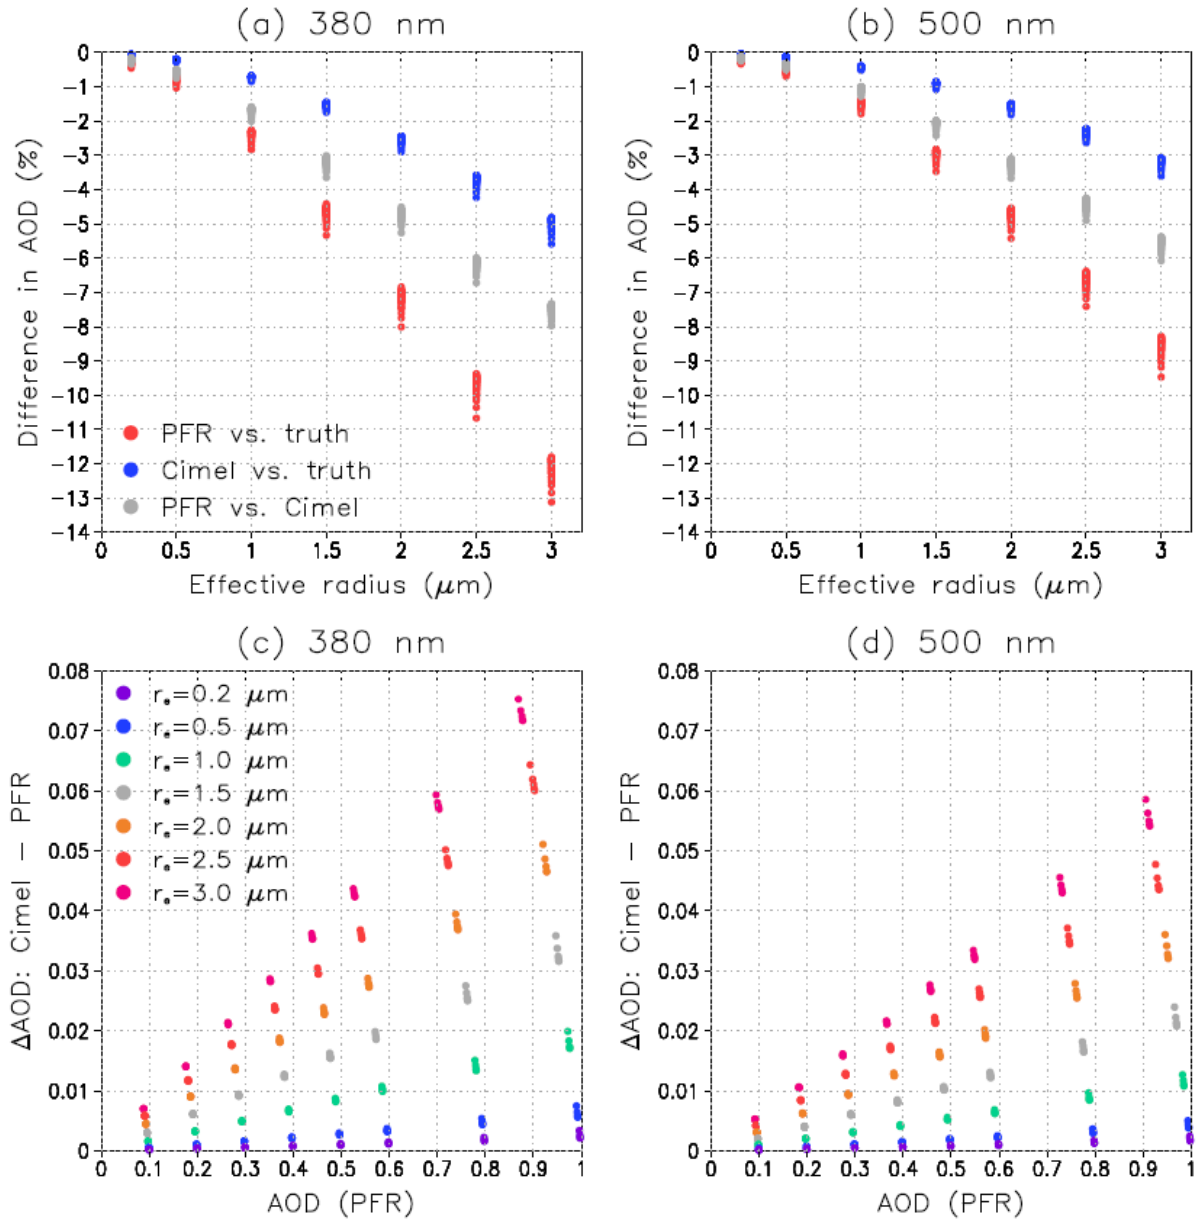 (a) 380 nm
0
−1
−2
−3
−4
−5
−6
−7
−8
−9
−10
−11
−12
−13
−14
Difference in AOD (%)
PFR vs. truth
Cimel vs. truth
PFR vs. Cimel
0 0.5 1 1.5 2 2.5 3
Effective radius (μm)
(b) 500 nm
0
−1
−2
−3
−4
−5
−6
−7
−8
−9
−10
−11
−12
−13
−14
Difference in AOD (%)
0 0.5 1 1.5 2 2.5 3
Effective radius (μm)
(c) 380 nm
0.08
0.07
0.06
0.05
0.04
0.03
0.02
0.01
0
ΔAOD: Cimel − PFR
rₑ=0.2 μm
rₑ=0.5 μm
rₑ=1.0 μm
rₑ=1.5 μm
rₑ=2.0 μm
rₑ=2.5 μm
rₑ=3.0 μm
0 0.1 0.2 0.3 0.4 0.5 0.6 0.7 0.8 0.9 1
AOD (PFR)
(d) 500 nm
0.08
0.07
0.06
0.05
0.04
0.03
0.02
0.01
0
ΔAOD: Cimel − PFR
0 0.1 0.2 0.3 0.4 0.5 0.6 0.7 0.8 0.9 1
AOD (PFR)